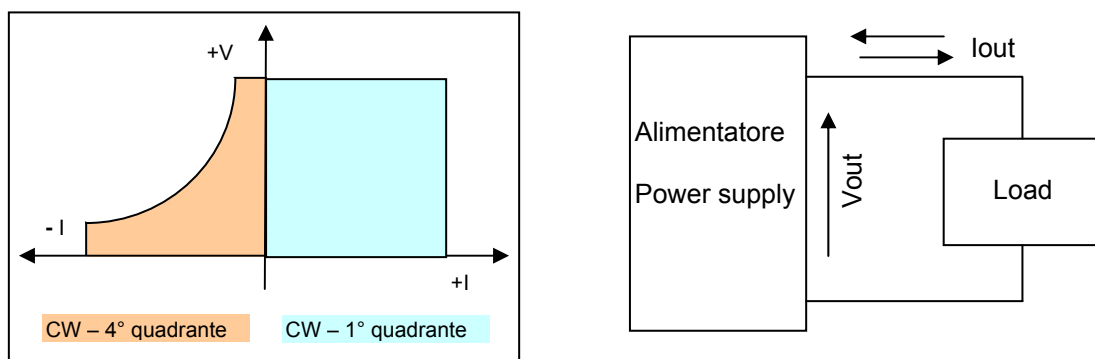 +V
- I
+I
CW – 4° quadrante
CW – 1° quadrante
Iout
Alimentatore
Power supply
Vout
Load